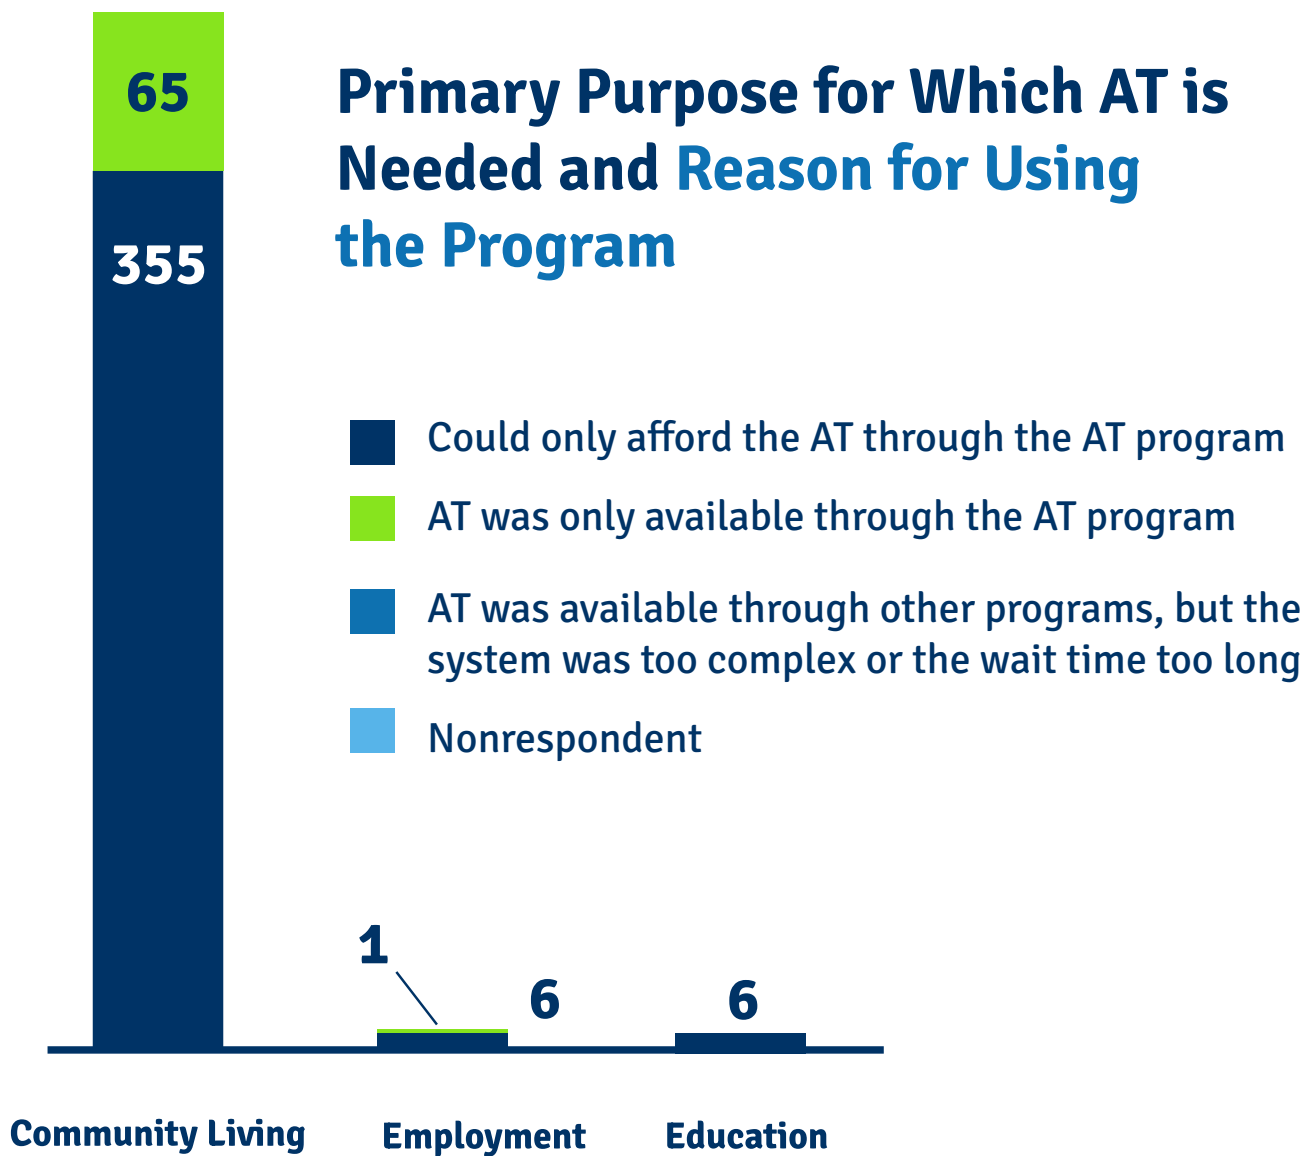 65
355
Primary Purpose for Which AT is
Needed and Reason for Using
the Program
Could only afford the AT through the AT program
AT was only available through the AT program
AT was available through other programs, but the
system was too complex or the wait time too long
Nonrespondent
1
6
6
Community Living
Employment
Education